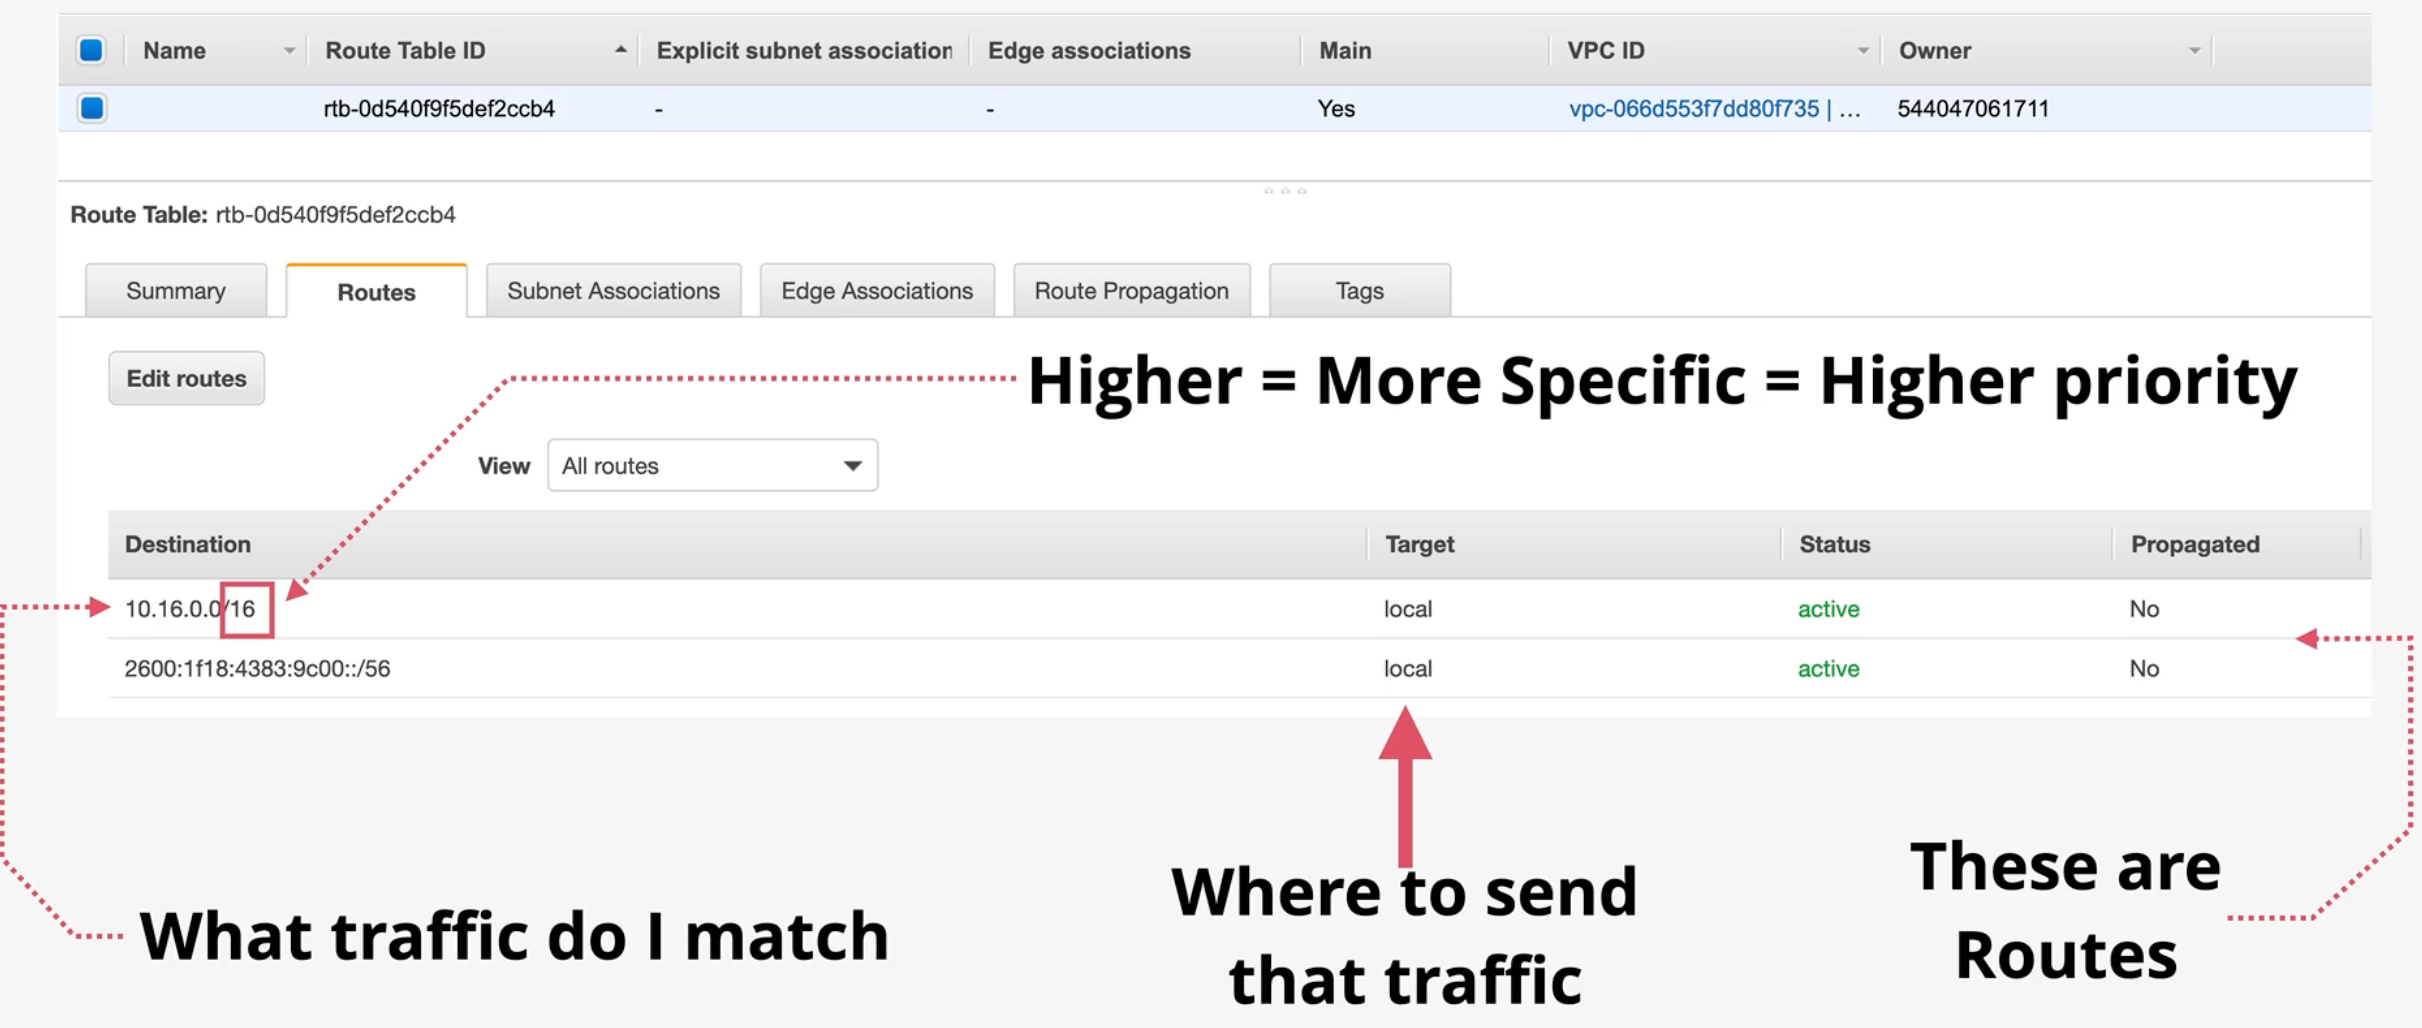 Name Route Table ID Explicit subnet association Edge associations Main VPC ID Owner
rtb-0d540f9f5def2ccb4 - - Yes vpc-066d553f7dd80f735 | ... 544047061711
Route Table: rtb-0d540f9f5def2ccb4
Summary Routes Subnet Associations Edge Associations Route Propagation Tags
Edit routes
Higher = More Specific = Higher priority
View All routes
Destination Target Status Propagated
10.16.0.0/16 local active No
2600:1f18:4383:9c00::/56 local active No
What traffic do I match
Where to send
that traffic
These are
Routes